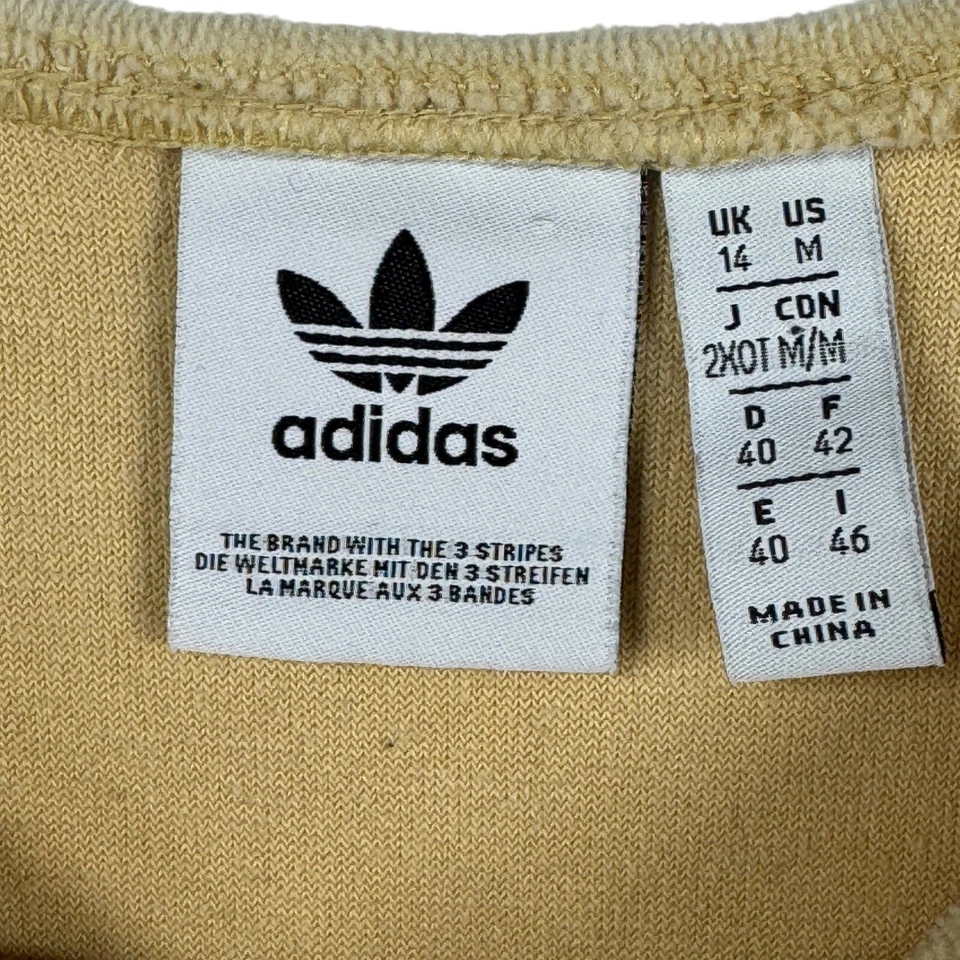 adidas
THE BRAND WITH THE 3 STRIPES
DIE WELTMARKE MIT DEN 3 STREIFEN
LA MARQUE AUX 3 BANDES
UK US
14 M
J CDN
2XOT M/M
D F
40 42
E I
40 46
MADE IN
CHINA